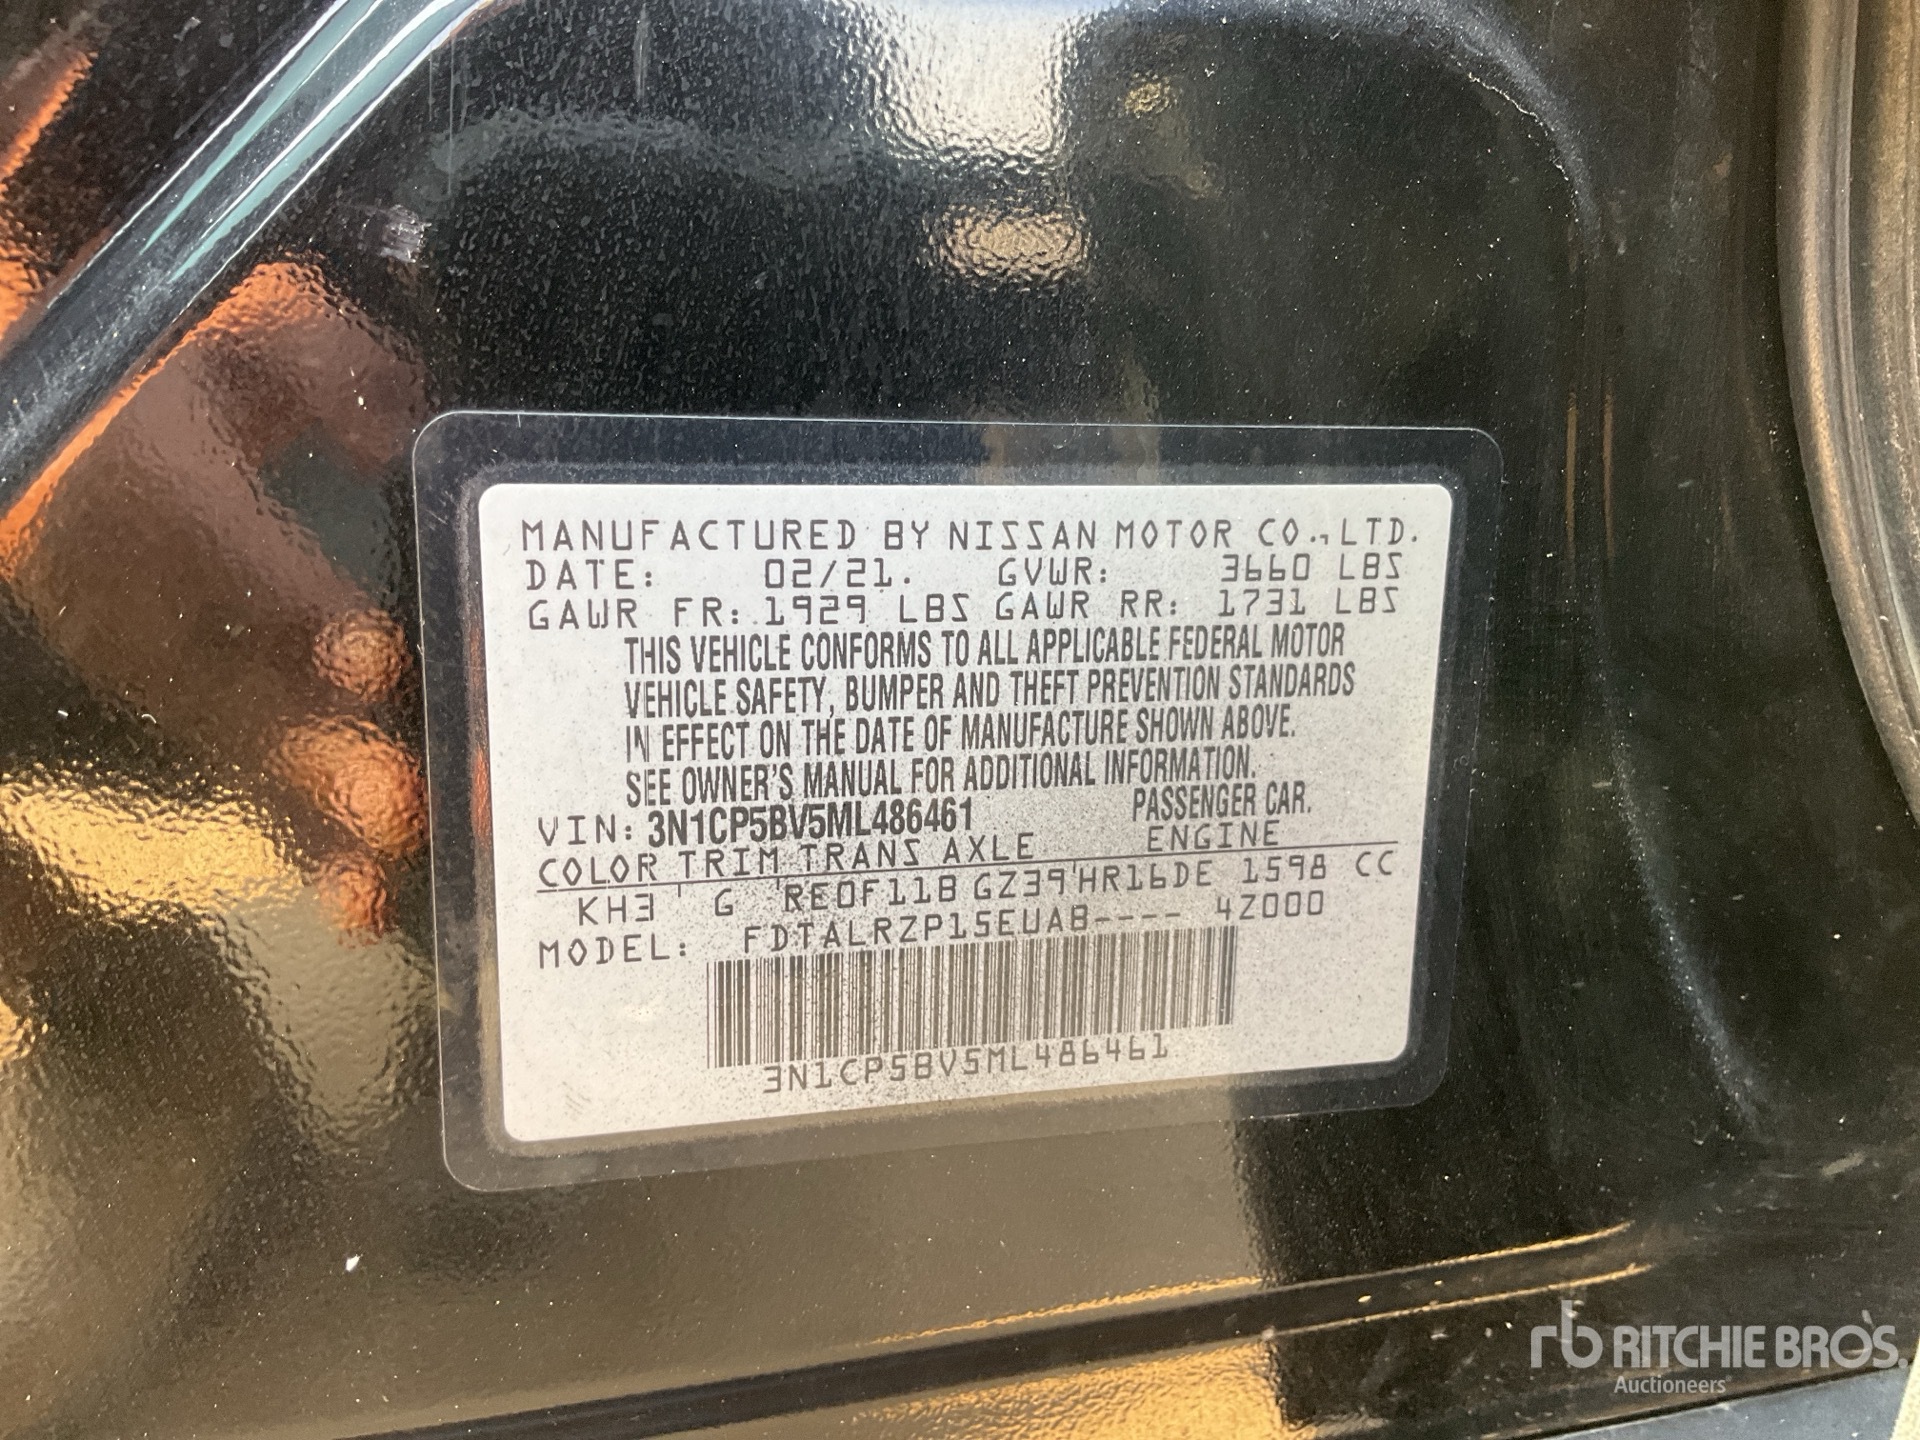 MANUFACTURED BY NISSAN MOTOR CO., LTD.
DATE: 02/21. GVWR: 3660 LBS
GAWR FR: 1929 LBS GAWR RR: 1731 LBS
THIS VEHICLE CONFORMS TO ALL APPLICABLE FEDERAL MOTOR
VEHICLE SAFETY, BUMPER AND THEFT PREVENTION STANDARDS
IN EFFECT ON THE DATE OF MANUFACTURE SHOWN ABOVE.
SEE OWNER'S MANUAL FOR ADDITIONAL INFORMATION.
VIN: 3N1CP5BV5ML486461 PASSENGER CAR.
COLOR TRIM TRANS AXLE ENGINE
KH3 G RE0F11B GZ39 HR16DE 1598 CC
MODEL: FDTALRZP15EUAB---- 4Z000
3N1CP5BV5ML486461
rb RITCHIE BROS.
Auctioneers